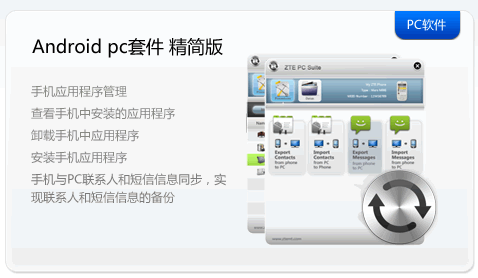 PC软件
Android pc套件 精简版
手机应用程序管理
查看手机中安装的应用程序
卸载手机中应用程序
安装手机应用程序
手机与PC联系人和短信信息同步，实
现联系人和短信信息的备份
ZTE PC Suite
Export
Contacts
from phone
to PC
Import
Contacts
from PC
to Phone
Export
Messages
from phone
to PC
Import
Messages
from PC